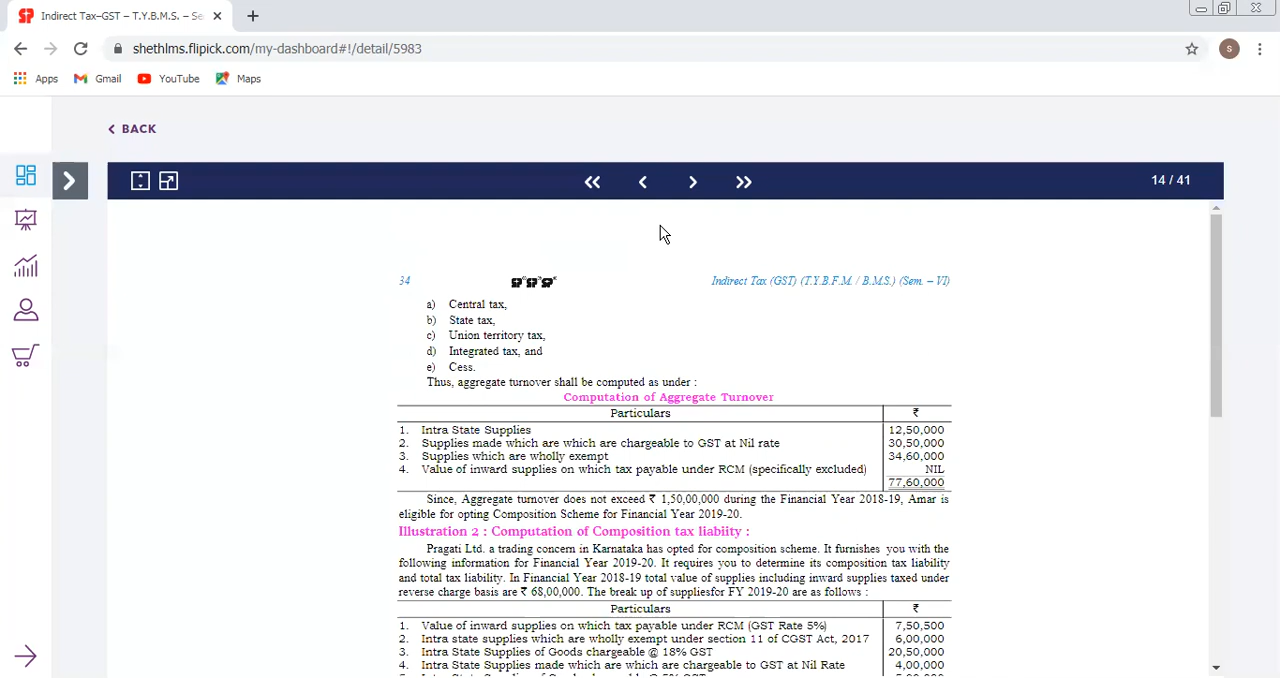 Indirect Tax–GST – T.Y.B.M.S. – Se
shethlms.flipick.com/my-dashboard#!/detail/5983
S
Apps Gmail YouTube Maps
BACK
14 / 41
34 Indirect Tax (GST) (T.Y.B.F.M. / B.M.S.) (Sem. – VI)
a) Central tax,
b) State tax,
c) Union territory tax,
d) Integrated tax, and
e) Cess.
Thus, aggregate turnover shall be computed as under :
Computation of Aggregate Turnover
Particulars ₹
1. Intra State Supplies 12,50,000
2. Supplies made which are which are chargeable to GST at Nil rate 30,50,000
3. Supplies which are wholly exempt 34,60,000
4. Value of inward supplies on which tax payable under RCM (specifically excluded) NIL
77,60,000
Since, Aggregate turnover does not exceed ₹ 1,50,00,000 during the Financial Year 2018-19, Amar is
eligible for opting Composition Scheme for Financial Year 2019-20.
Illustration 2 : Computation of Composition tax liabiity :
Pragati Ltd. a trading concern in Karnataka has opted for composition scheme. It furnishes you with the
following information for Financial Year 2019-20. It requires you to determine its composition tax liability
and total tax liability. In Financial Year 2018-19 total value of supplies including inward supplies taxed under
reverse charge basis are ₹ 68,00,000. The break up of suppliesfor FY 2019-20 are as follows :
Particulars ₹
1. Value of inward supplies on which tax payable under RCM (GST Rate 5%) 7,50,500
2. Intra state supplies which are wholly exempt under section 11 of CGST Act, 2017 6,00,000
3. Intra State Supplies of Goods chargeable @ 18% GST 20,50,000
4. Intra State Supplies made which are which are chargeable to GST at Nil Rate 4,00,000